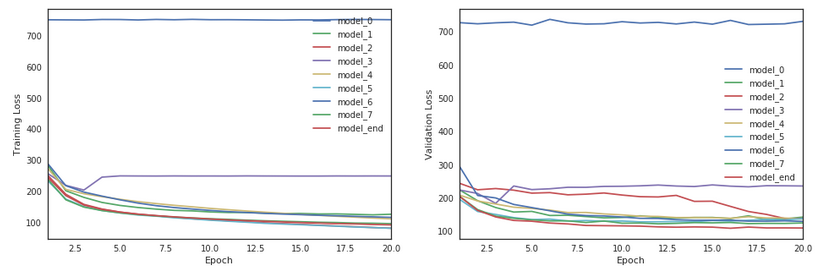 700
600
500
400
300
200
100
Training Loss
2.5 5.0 7.5 10.0 12.5 15.0 17.5 20.0
Epoch
model_0
model_1
model_2
model_3
model_4
model_5
model_6
model_7
model_end
700
600
500
400
300
200
100
Validation Loss
2.5 5.0 7.5 10.0 12.5 15.0 17.5 20.0
Epoch
model_0
model_1
model_2
model_3
model_4
model_5
model_6
model_7
model_end